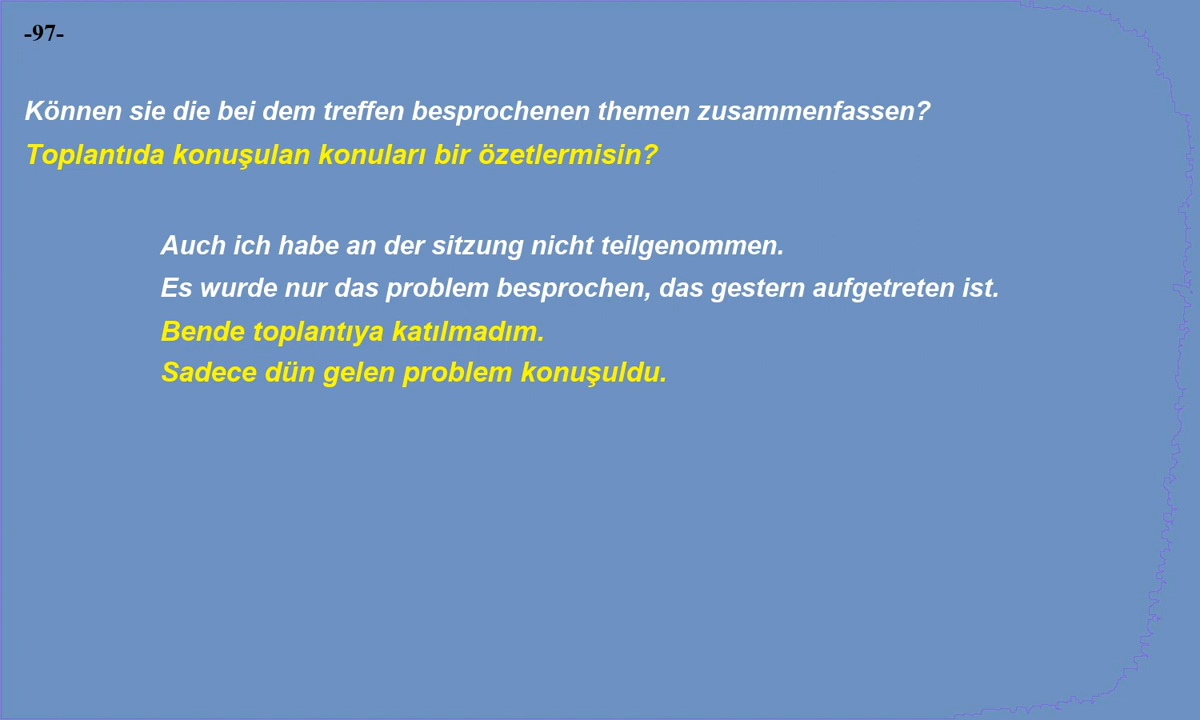 -97-
Können sie die bei dem treffen besprochenen themen zusammenfassen?
Toplantıda konuşulan konuları bir özetlermisin?
Auch ich habe an der sitzung nicht teilgenommen.
Es wurde nur das problem besprochen, das gestern aufgetreten ist.
Bende toplantıya katılmadım.
Sadece dün gelen problem konuşuldu.